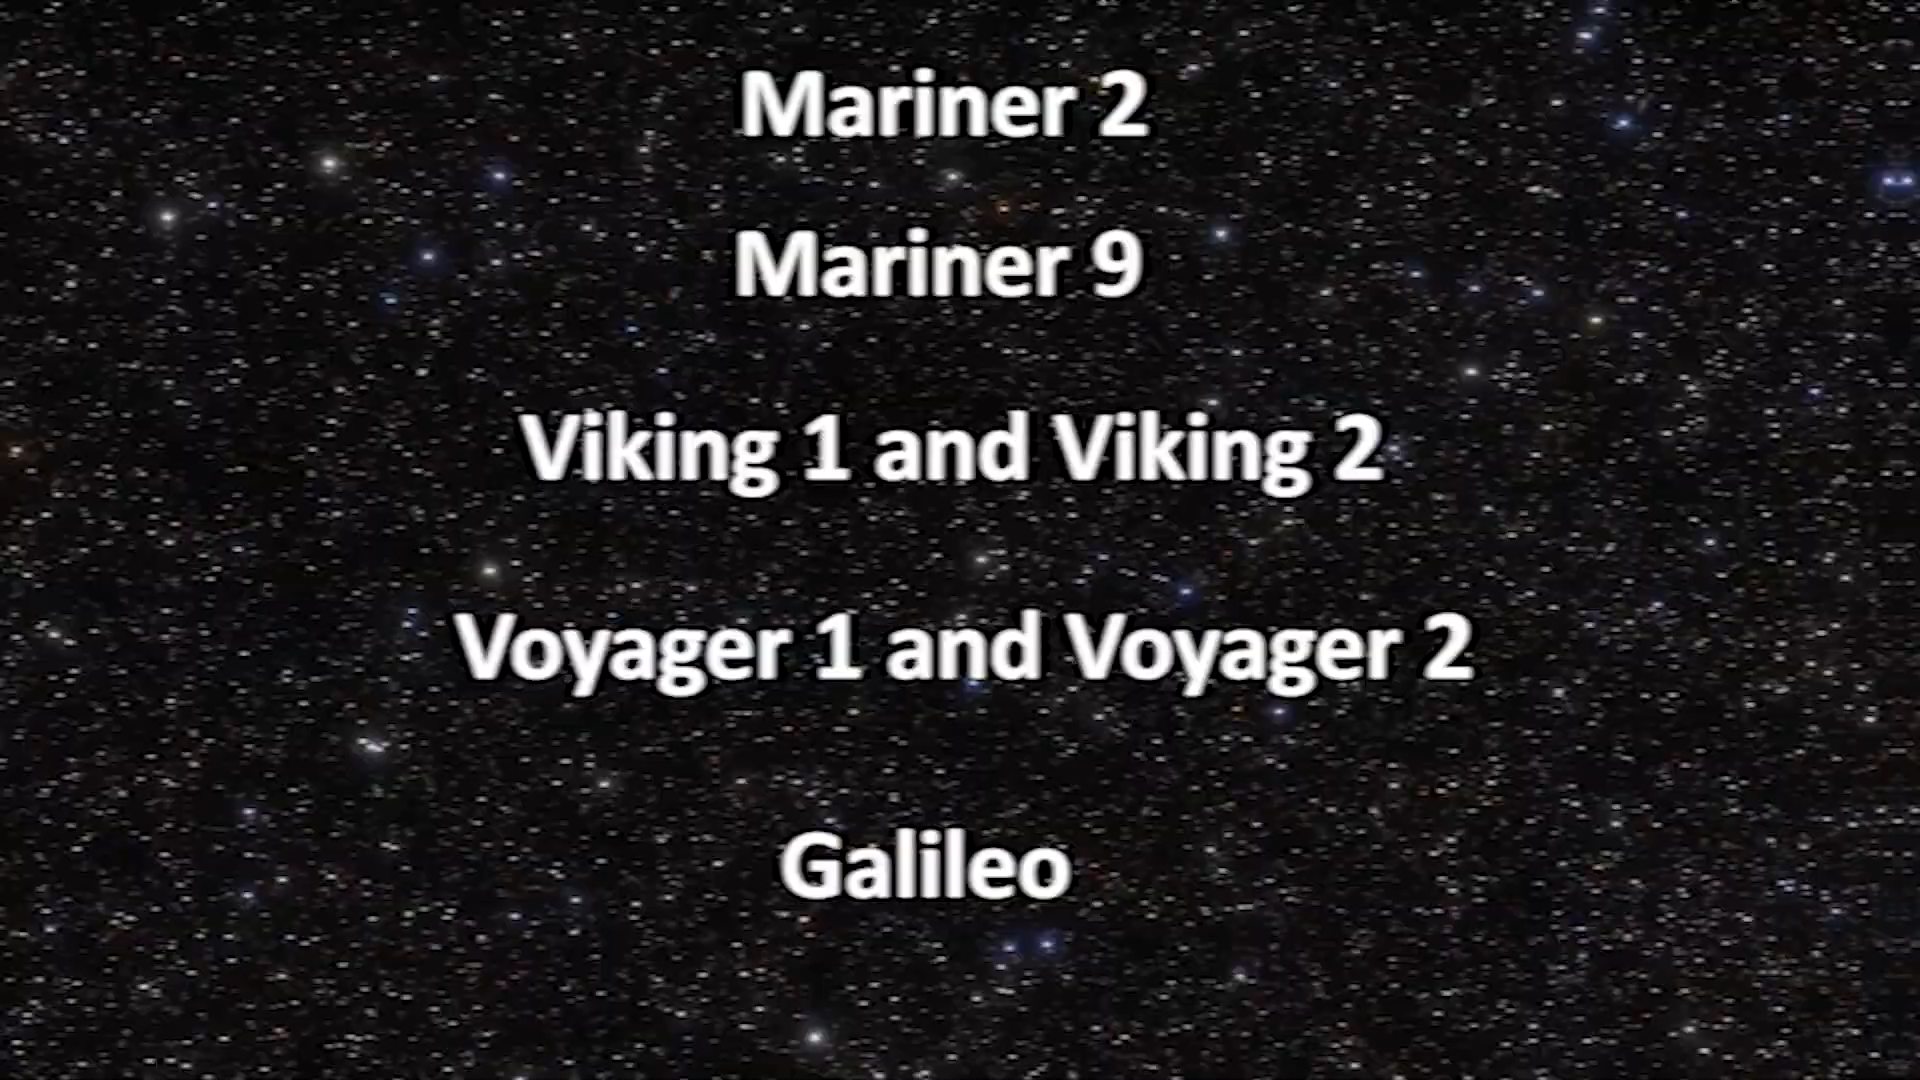 Mariner 2
Mariner 9
Viking 1 and Viking 2
Voyager 1 and Voyager 2
Galileo